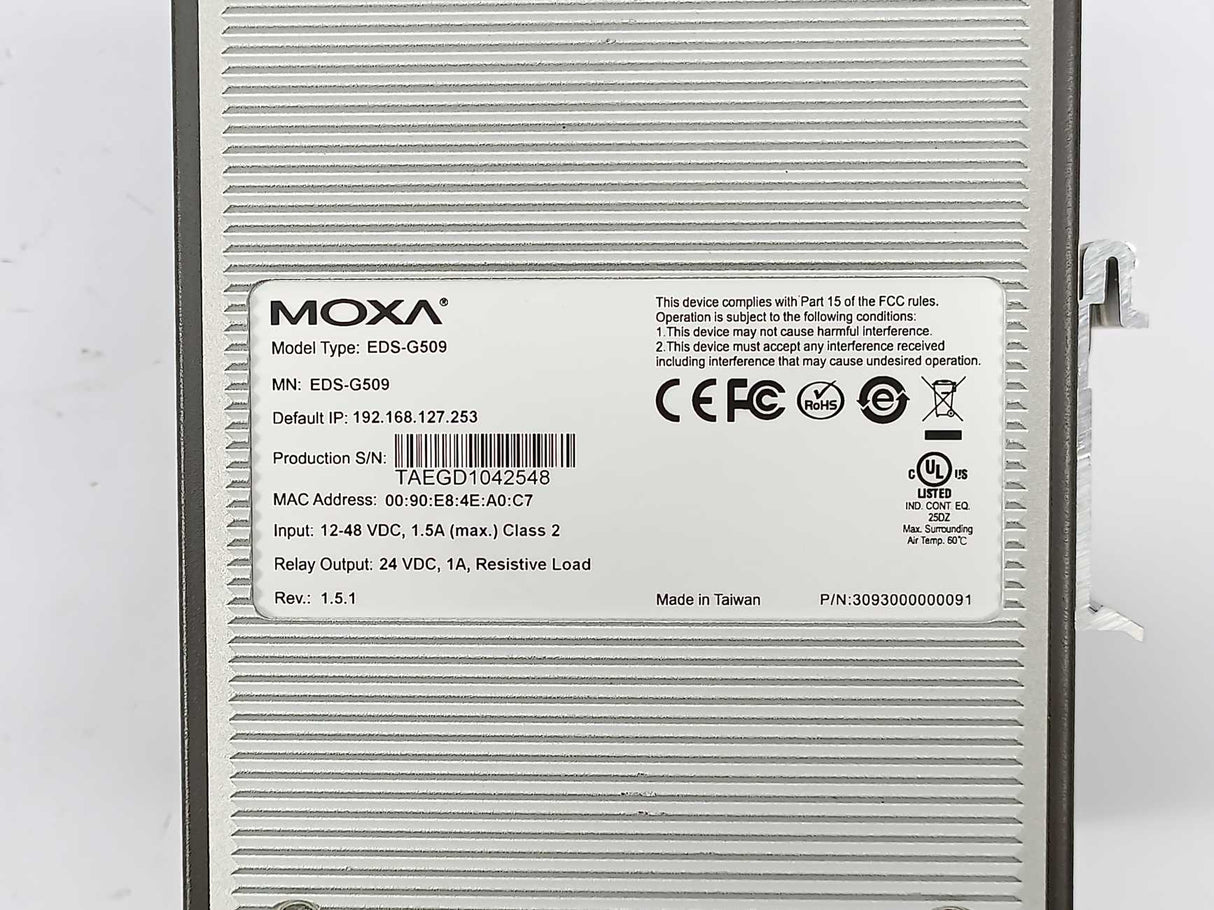 MOXA®
Model Type: EDS-G509
MN: EDS-G509
Default IP: 192.168.127.253
Production S/N:
TAEGD1042548
MAC Address: 00:90:E8:4E:A0:C7
Input: 12-48 VDC, 1.5A (max.) Class 2
Relay Output: 24 VDC, 1A, Resistive Load
Rev.: 1.5.1
This device complies with Part 15 of the FCC rules.
Operation is subject to the following conditions:
1.This device may not cause harmful interference.
2.This device must accept any interference received
including interference that may cause undesired operation.
CE FC RoHS e
C UL US
LISTED
IND. CONT. EQ.
25DZ
Max. Surrounding
Air Temp. 60℃
Made in Taiwan
P/N:3093000000091